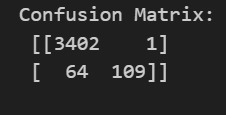 Confusion Matrix:
[[3402    1]
[  64  109]]